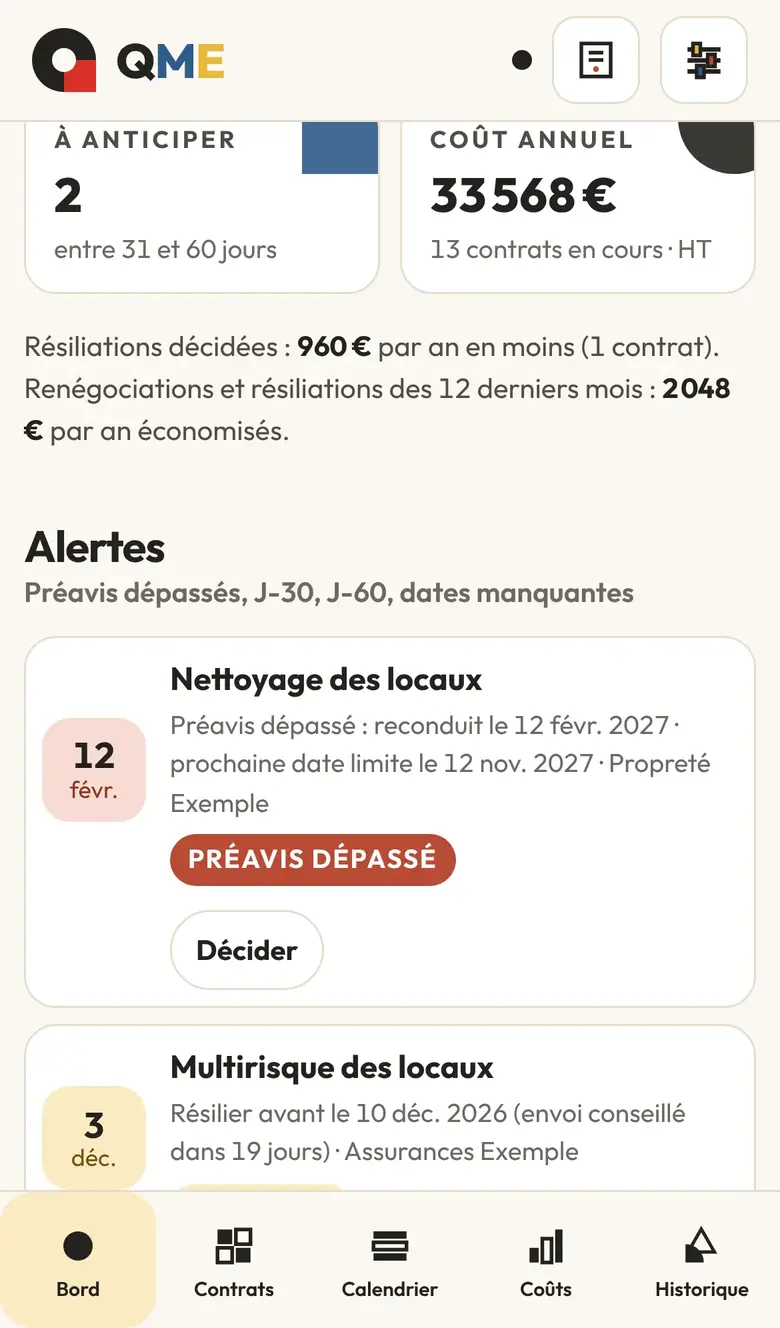 QME
À ANTICIPER
2
entre 31 et 60 jours
COÛT ANNUEL
33 568 €
13 contrats en cours · HT
Résiliations décidées : 960 € par an en moins (1 contrat).
Renégociations et résiliations des 12 derniers mois : 2 048
€ par an économisés.
Alertes
Préavis dépassés, J-30, J-60, dates manquantes
12
févr.
Nettoyage des locaux
Préavis dépassé : reconduit le 12 févr. 2027 ·
prochaine date limite le 12 nov. 2027 · Propreté
Exemple
PRÉAVIS DÉPASSÉ
Décider
3
déc.
Multirisque des locaux
Résilier avant le 10 déc. 2026 (envoi conseillé
dans 19 jours) · Assurances Exemple
Bord
Contrats
Calendrier
Coûts
Historique